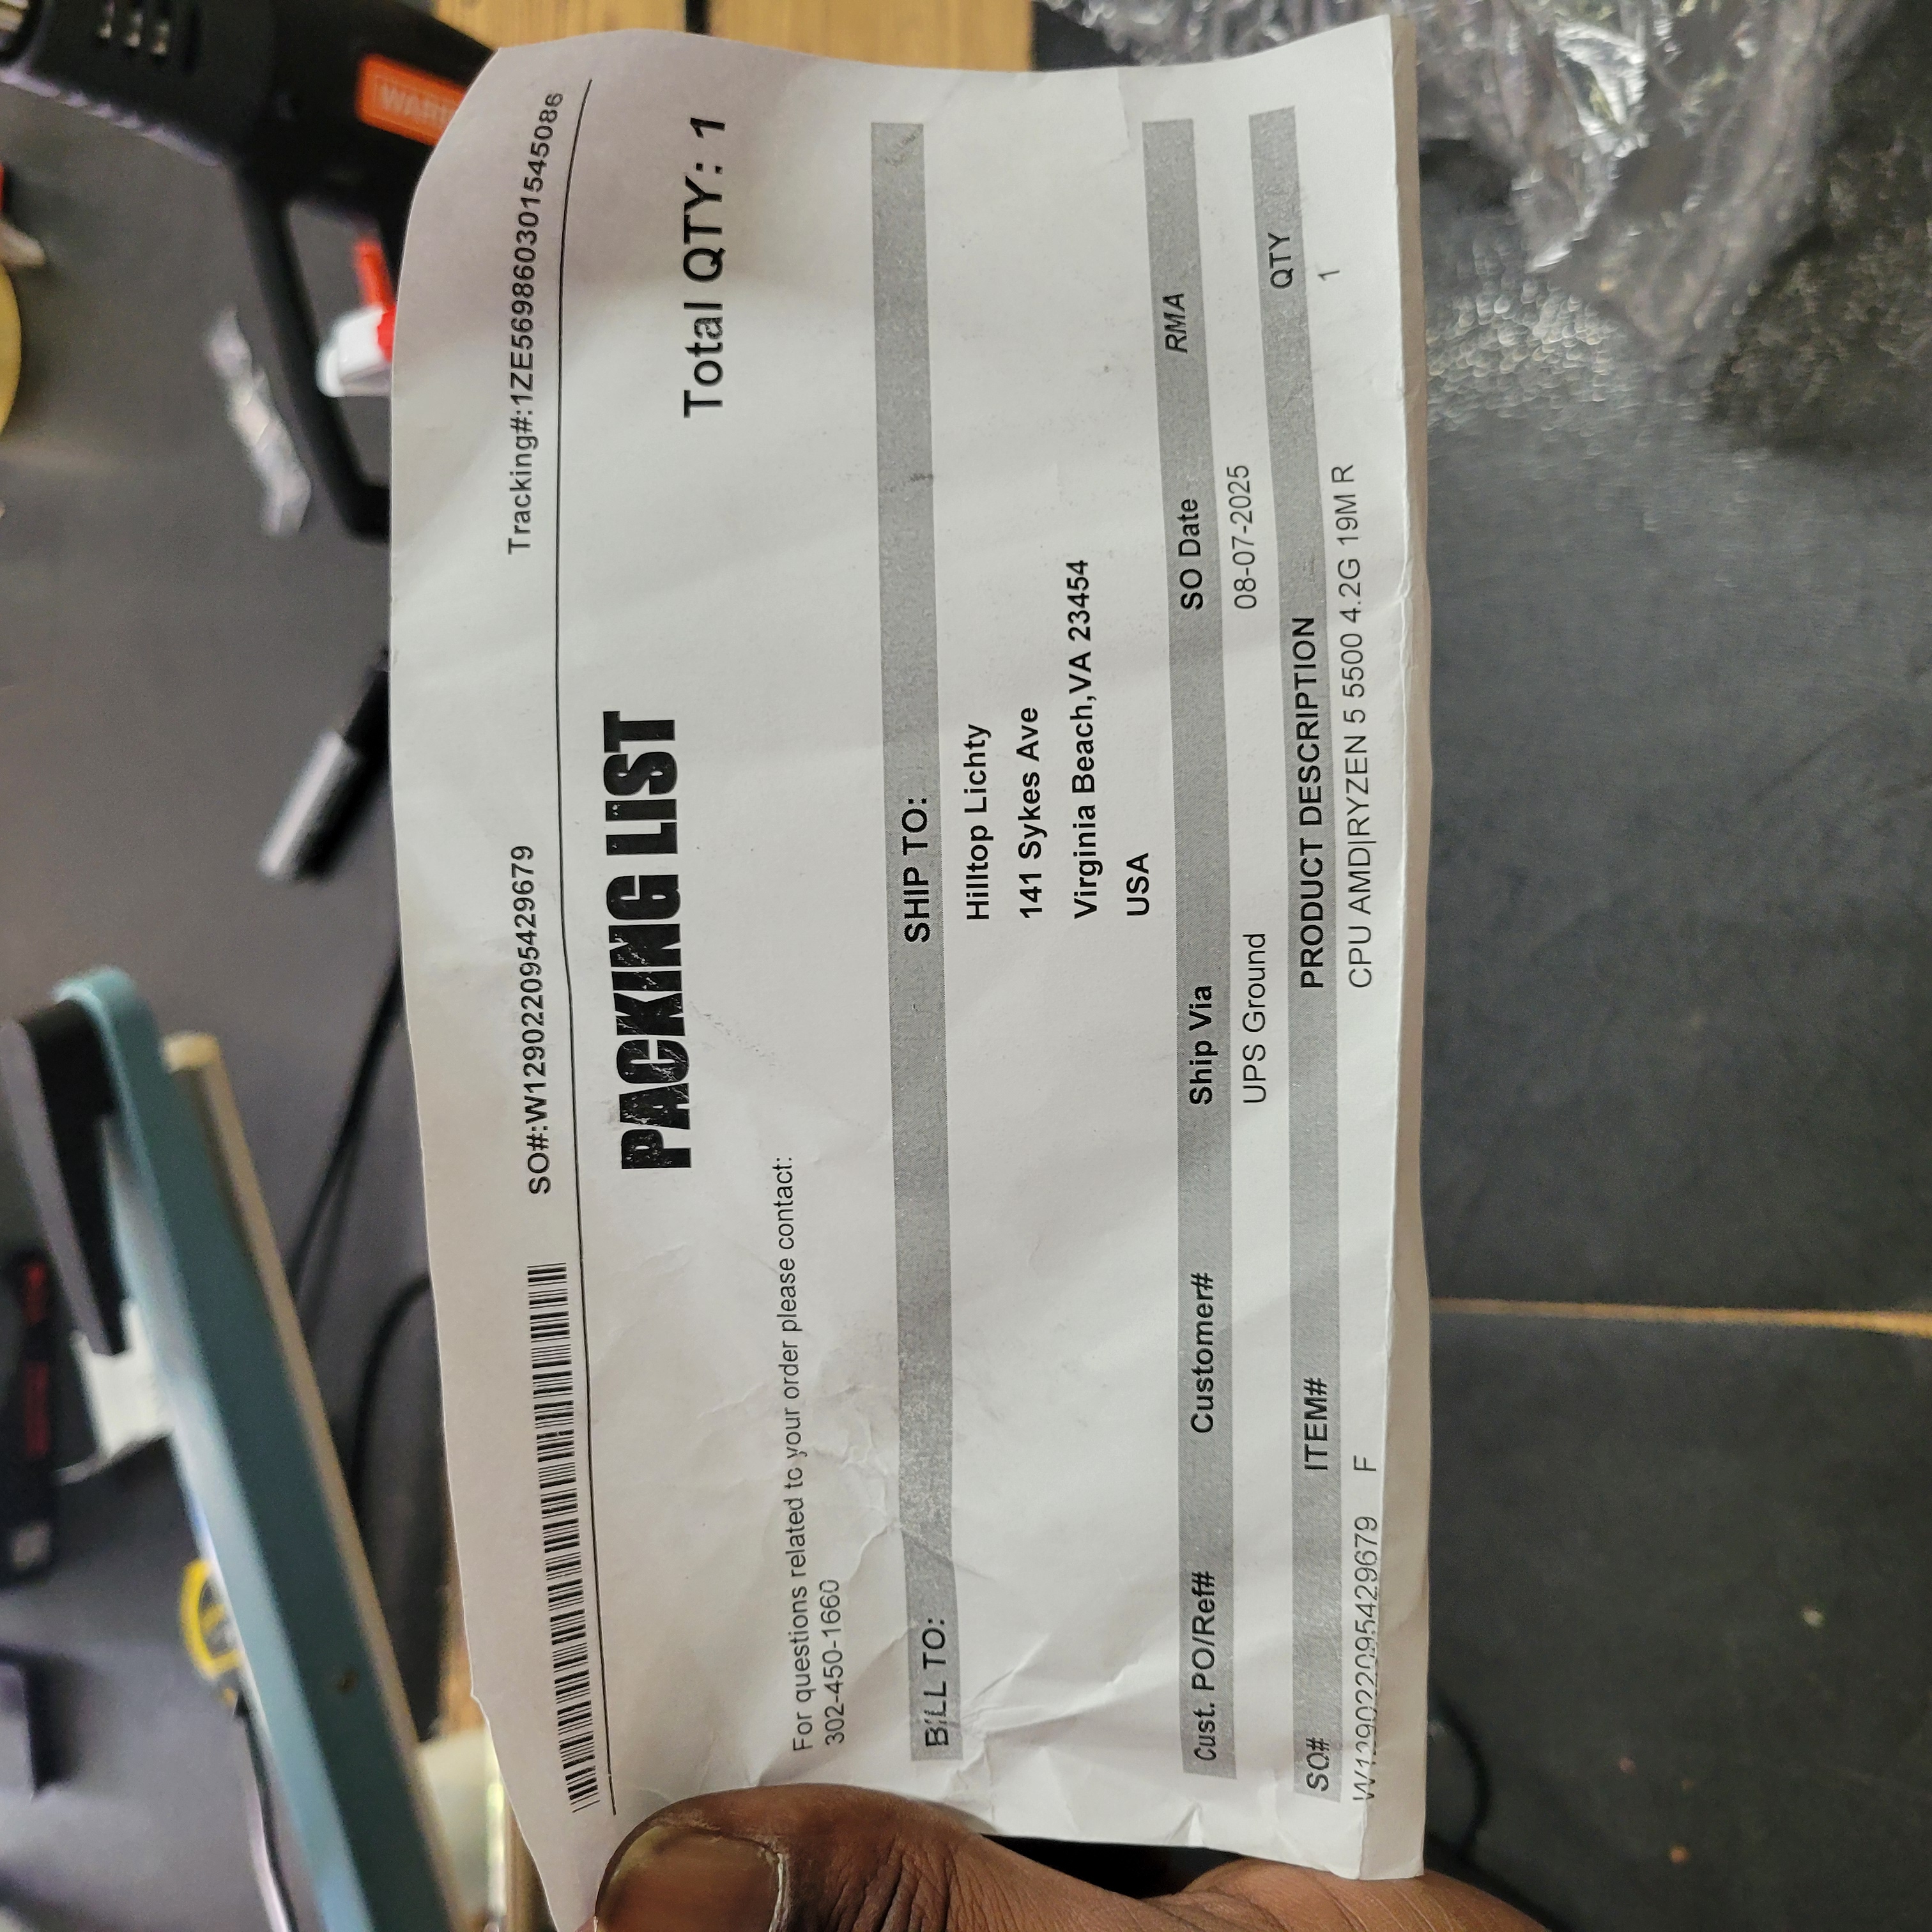 SO#:W129022095429679 Tracking#:1ZE569860301545086
PACKING LIST
Total QTY: 1
For questions related to your order please contact:
302-450-1660
BILL TO: SHIP TO:
Hilltop Lichty
141 Sykes Ave
Virginia Beach,VA 23454
USA
Cust. PO/Ref# Customer# Ship Via SO Date RMA
UPS Ground 08-07-2025
SO# ITEM# PRODUCT DESCRIPTION QTY
W129022095429679 F CPU AMD|RYZEN 5 5500 4.2G 19M R 1